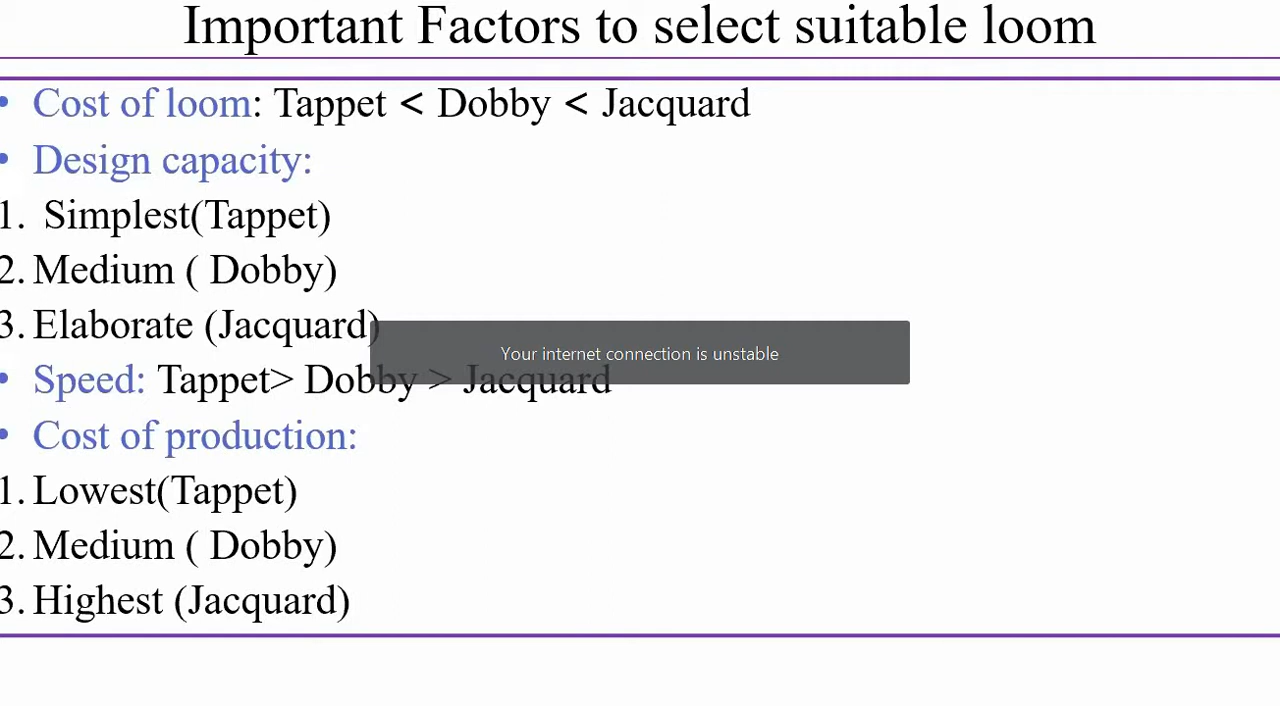 Important Factors to select suitable loom
• Cost of loom: Tappet < Dobby < Jacquard
• Design capacity:
1. Simplest(Tappet)
2. Medium ( Dobby)
3. Elaborate (Jacquard)
Your internet connection is unstable
• Speed: Tappet> Dobby > Jacquard
• Cost of production:
1. Lowest(Tappet)
2. Medium ( Dobby)
3. Highest (Jacquard)